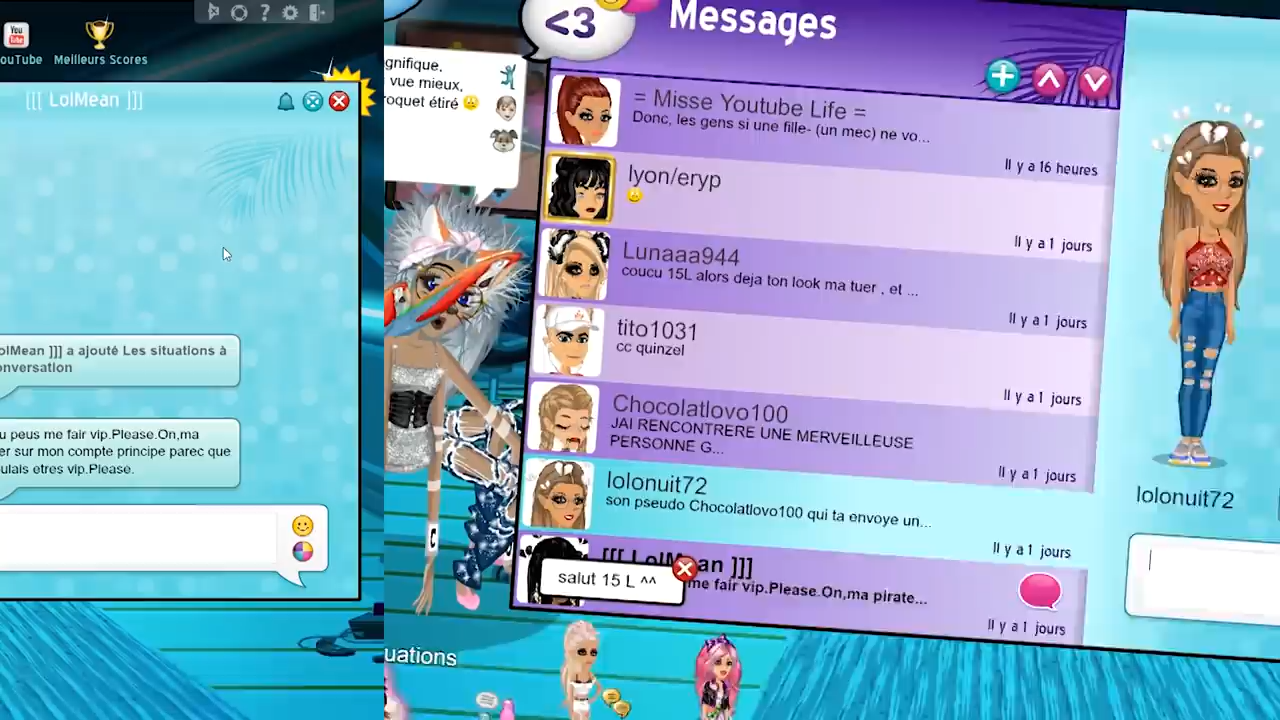 You
Tube
ouTube
Meilleurs Scores
[[[ LolMean ]]]
olMean ]]] a ajouté Les situations à
onversation
u peus me fair vip.Please.On,ma
er sur mon compte principe parec que
ulais etres vip.Please.
gnifique,
vue mieux,
roquet étiré
<3
Messages
= Misse Youtube Life =
Donc, les gens si une fille- (un mec) ne vo...
Il y a 16 heures
lyon/eryp
Il y a 1 jours
Lunaaa944
coucu 15L alors deja ton look ma tuer , et ...
Il y a 1 jours
tito1031
cc quinzel
Il y a 1 jours
Chocolatlovo100
JAI RENCONTRERE UNE MERVEILLEUSE
PERSONNE G...
Il y a 1 jours
lolonuit72
son pseudo Chocolatlovo100 qui ta envoye un...
Il y a 1 jours
[[[ LolMean ]]]
me fair vip.Please.On,ma pirate...
Il y a 1 jours
salut 15 L ^^
lolonuit72
uations